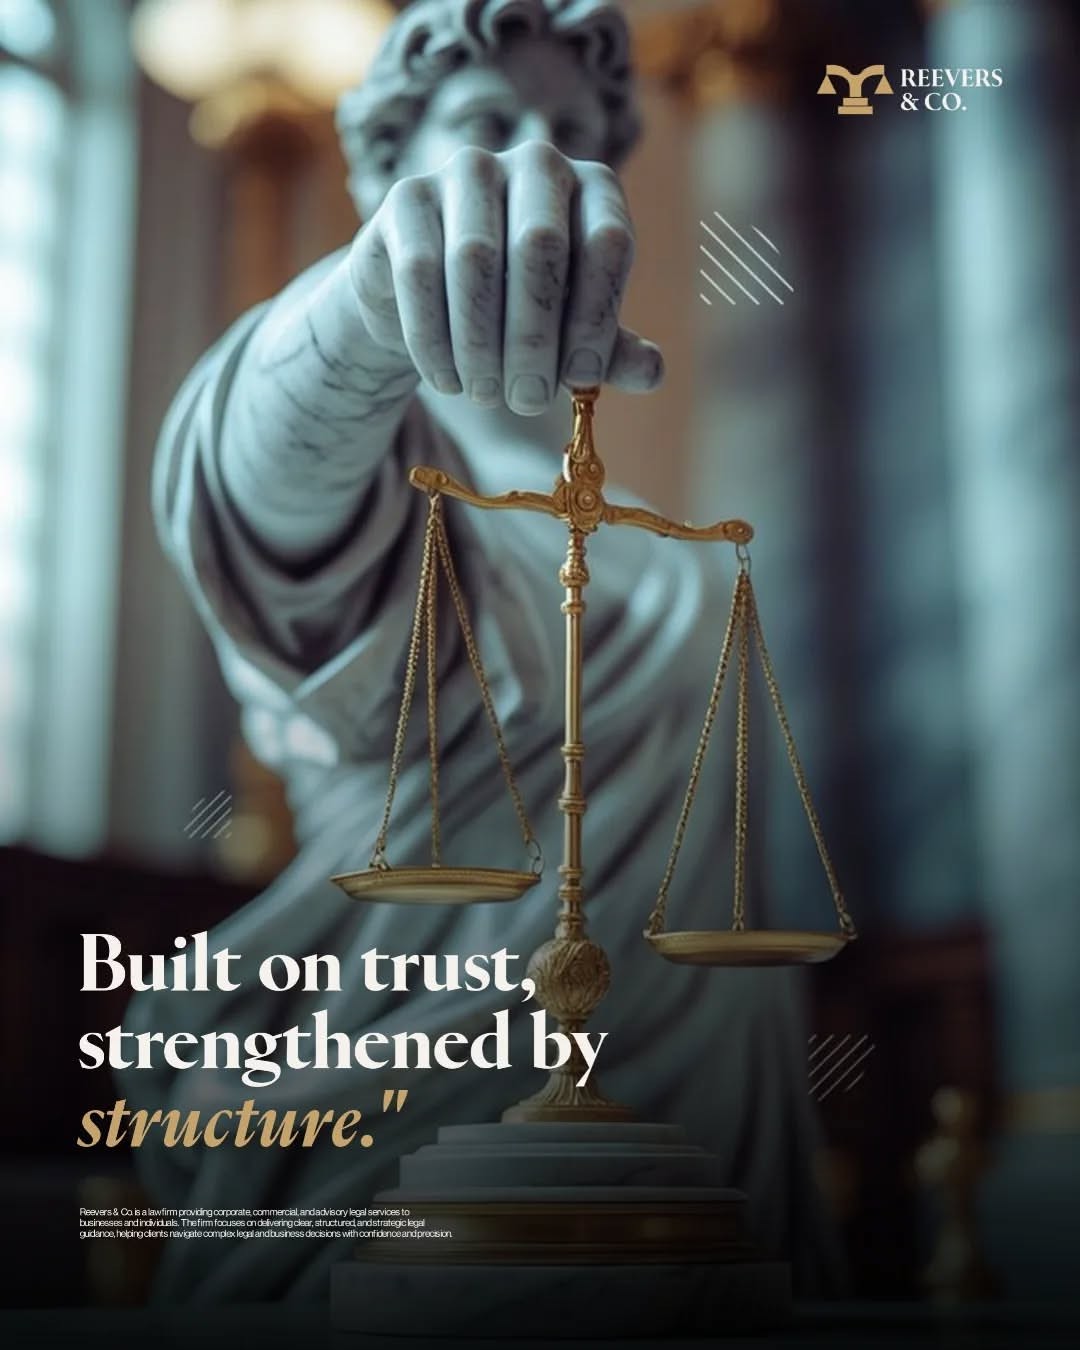 REEVERS
& CO.
Built on trust,
strengthened by
structure."
Reevers & Co. is a law firm providing corporate, commercial, and advisory legal services to
businesses and individuals. The firm focuses on delivering clear, structured, and strategic legal
guidance, helping clients navigate complex legal and business decisions with confidence and precision.